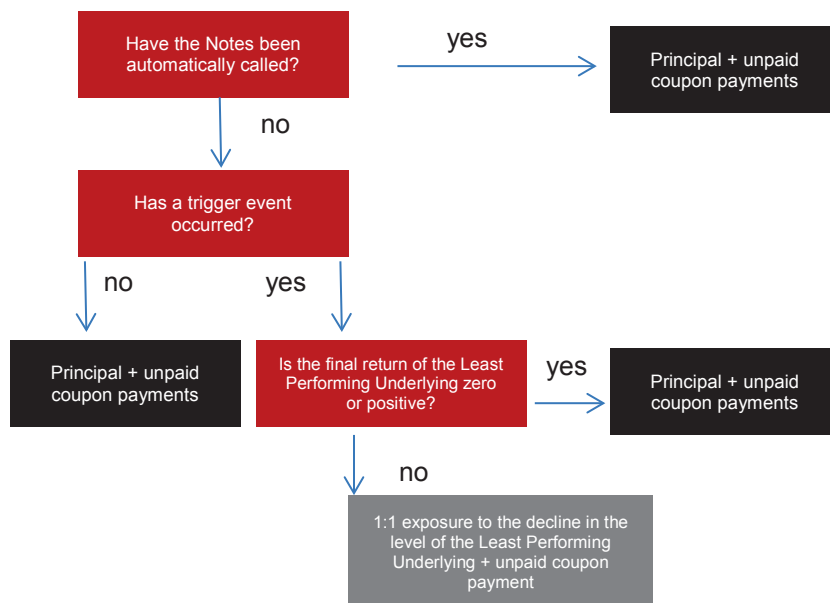 Have the Notes been
automatically called?
yes
Principal + unpaid
coupon payments
no
Has a trigger event
occurred?
no
yes
Principal + unpaid
coupon payments
Is the final return of the Least
Performing Underlying zero
or positive?
yes
Principal + unpaid
coupon payments
no
1:1 exposure to the decline in the
level of the Least Performing
Underlying + unpaid coupon
payment